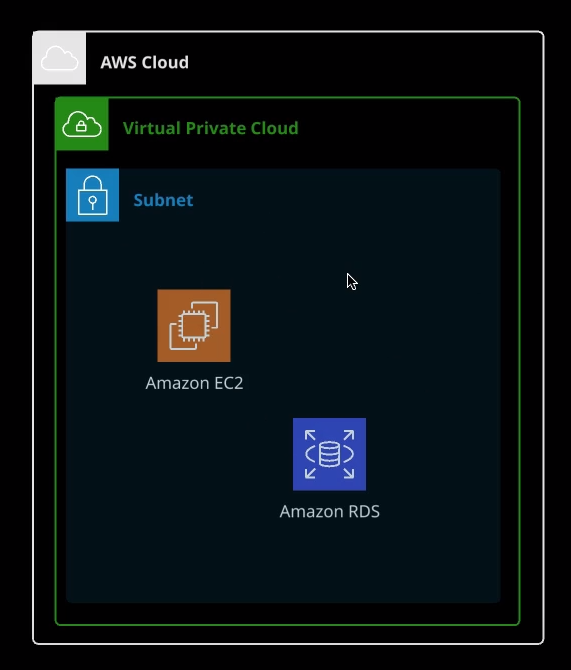 AWS Cloud
Virtual Private Cloud
Subnet
Amazon EC2
Amazon RDS